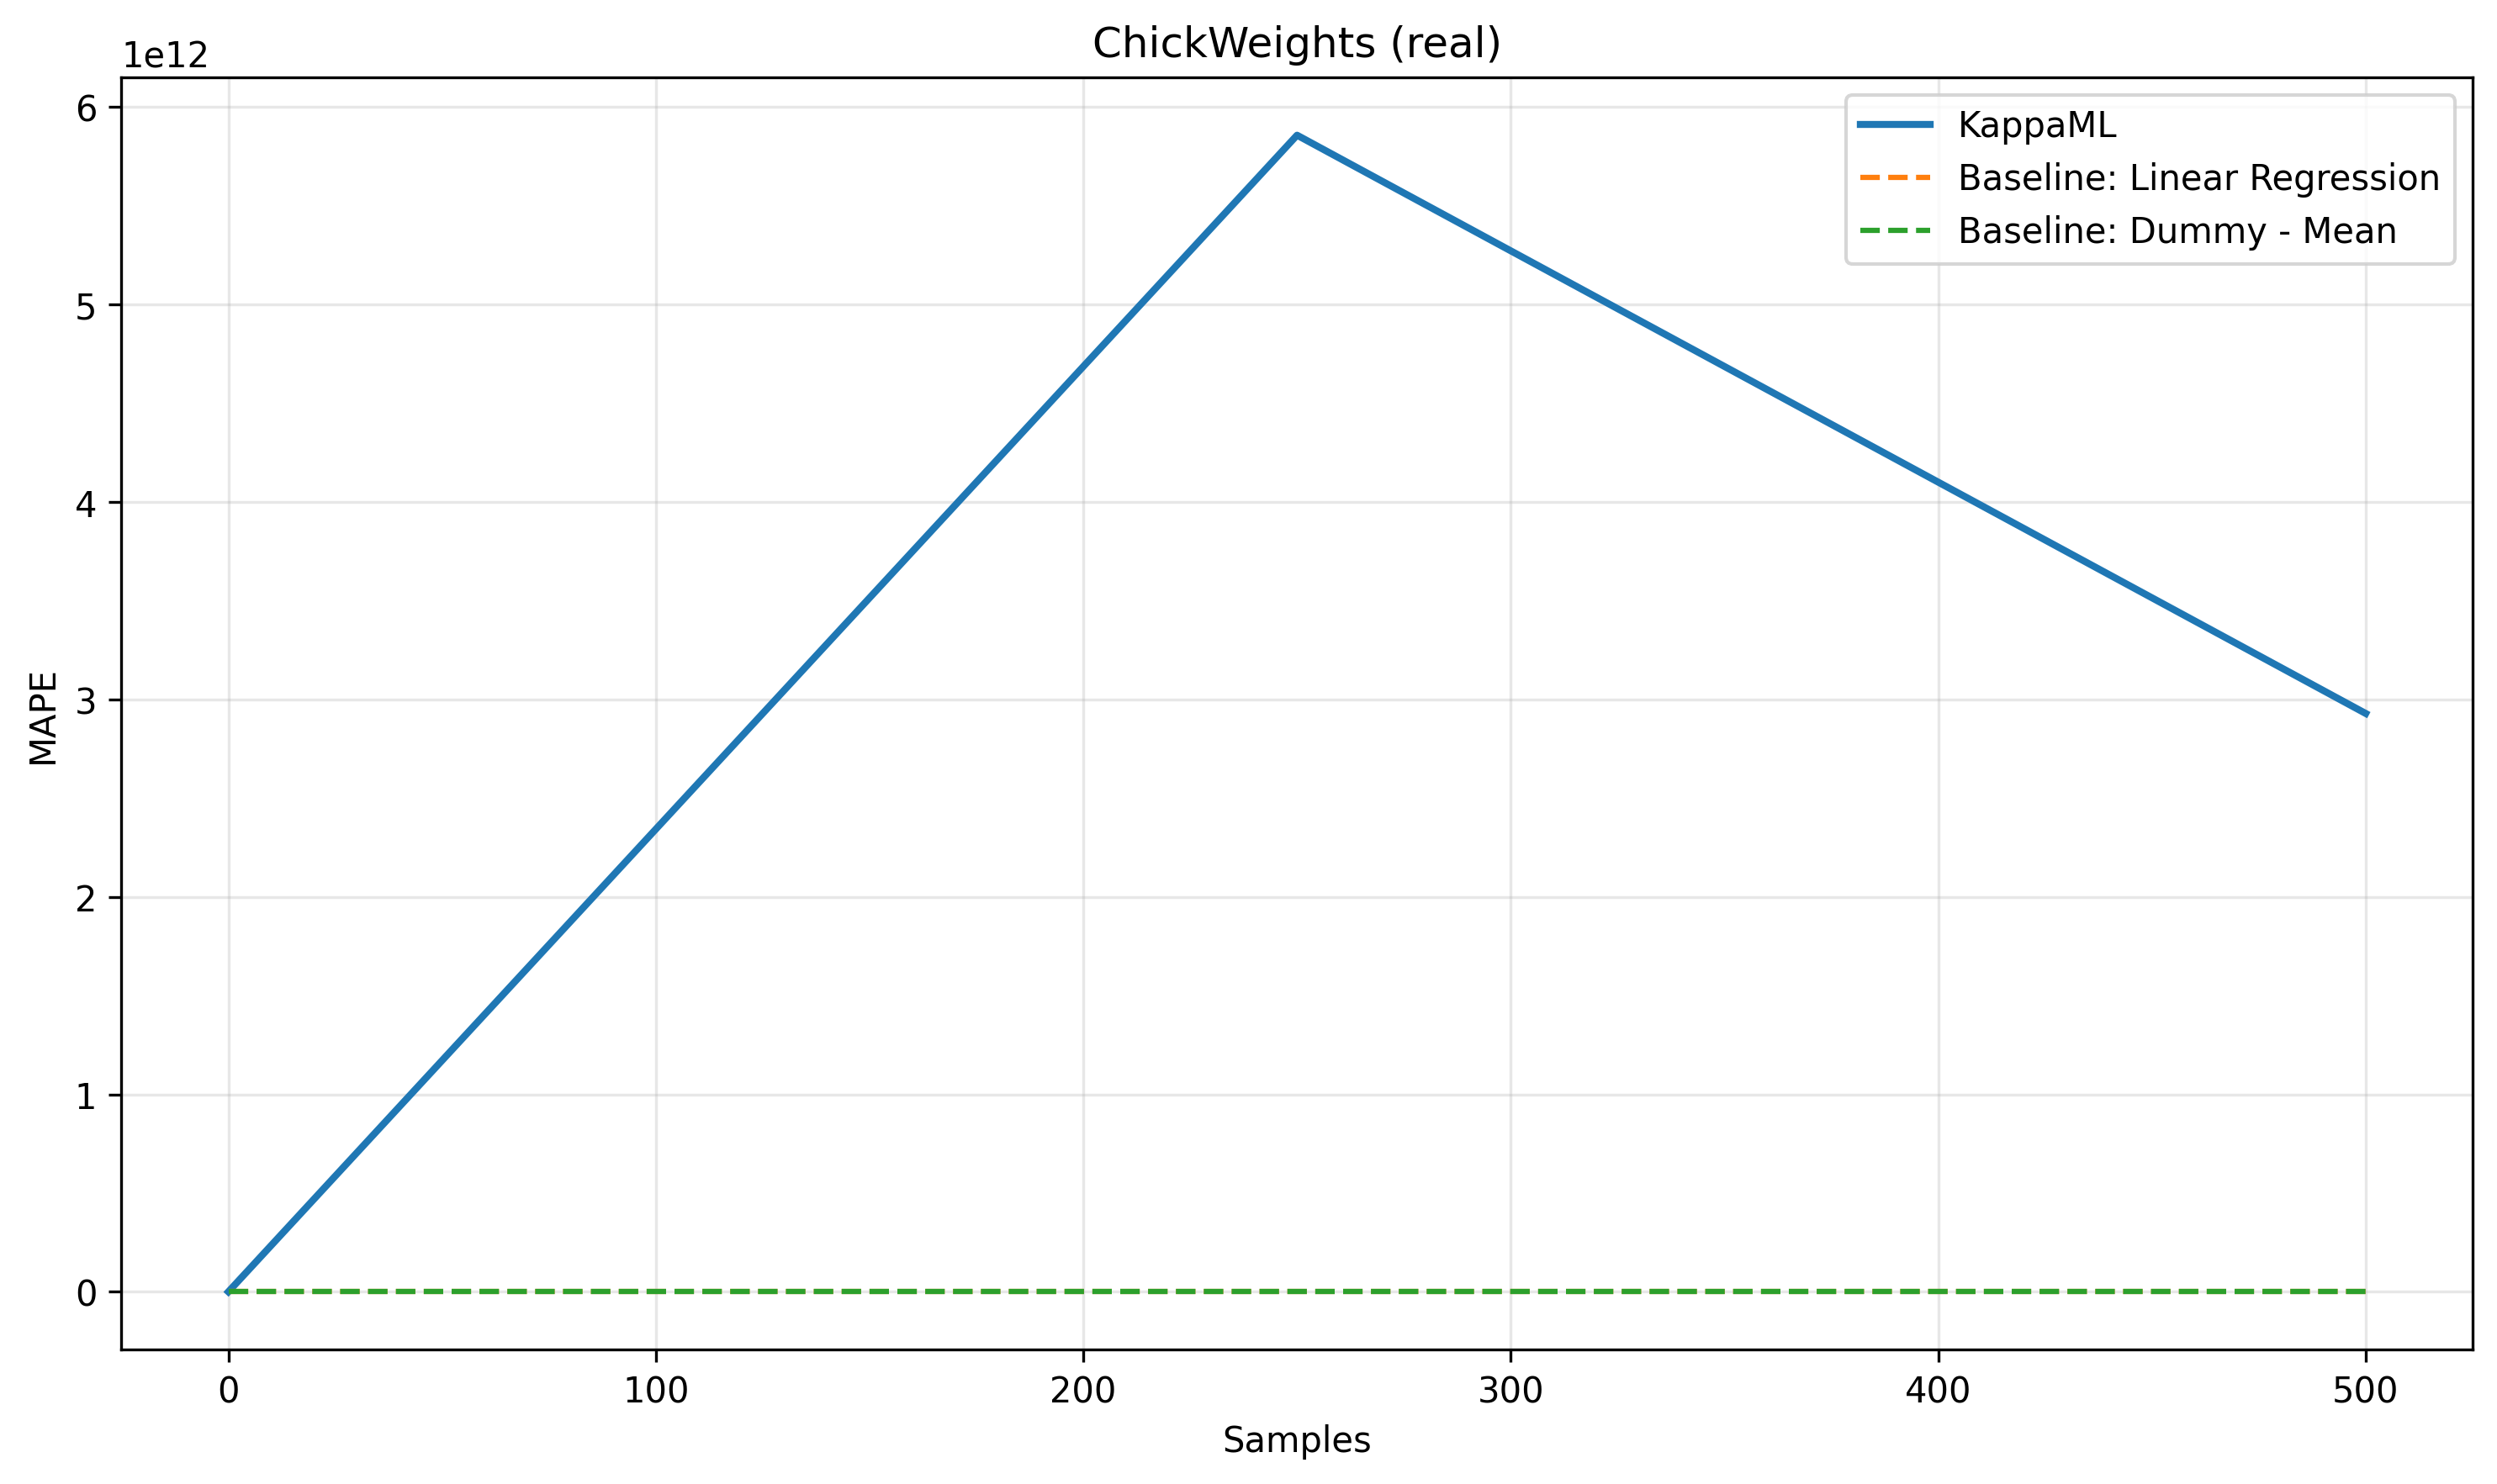 ChickWeights (real)
1e12
6
5
4
3
2
1
0
MAPE
KappaML
Baseline: Linear Regression
Baseline: Dummy - Mean
0 100 200 300 400 500
Samples